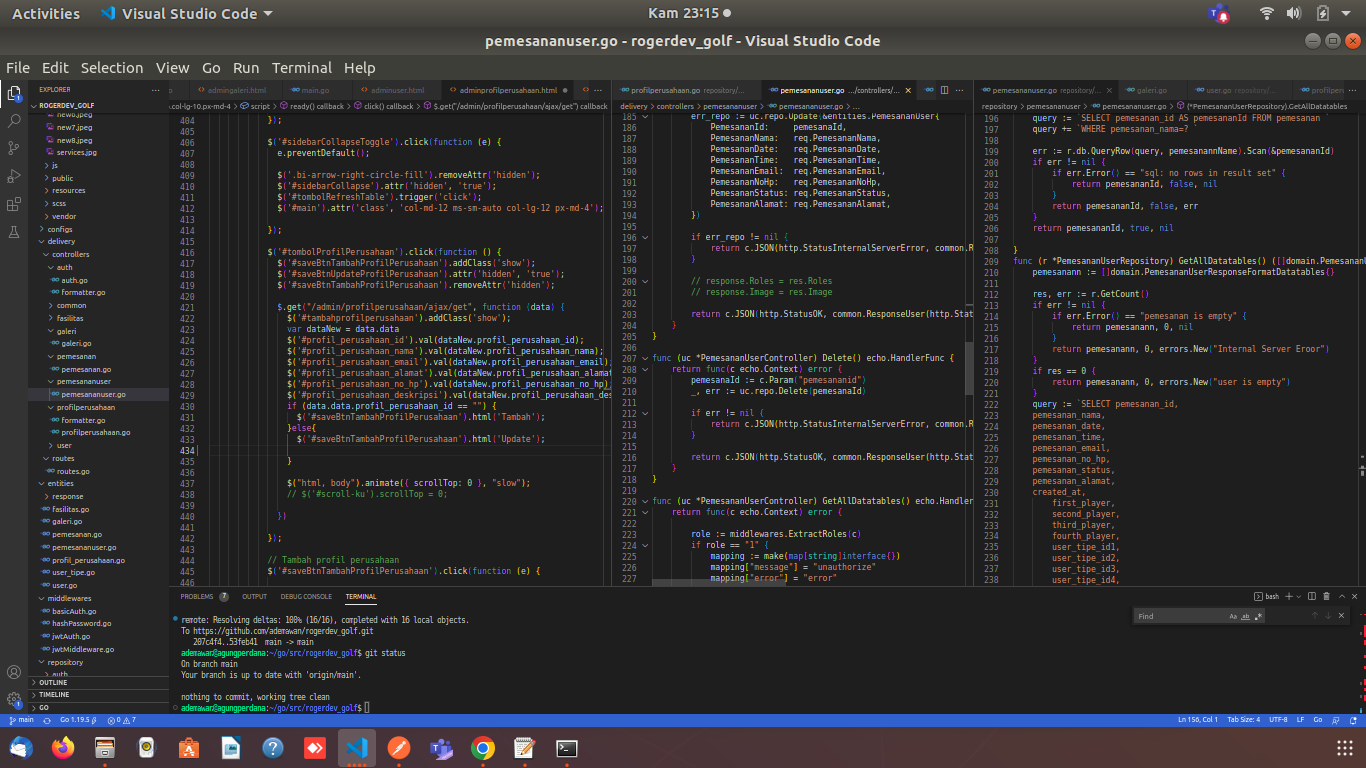 Activities
Visual Studio Code
Kam 23:15
pemesananuser.go - rogerdev_golf - Visual Studio Code
File Edit Selection View Go Run Terminal Help
EXPLORER
ROGERDEV_GOLF
new6.jpeg
new7.jpeg
new8.jpeg
services.jpg
js
public
resources
scss
vendor
configs
delivery
controllers
auth
auth.go
formatter.go
common
fasilitas
galeri
galeri.go
pemesanan
pemesanan.go
pemesananuser
pemesananuser.go
profilperusahaan
formatter.go
profilperusahaan.go
user
routes
routes.go
entities
response
fasilitas.go
galeri.go
pemesanan.go
pemesananuser.go
profil_perusahaan.go
user_tipe.go
user.go
middlewares
basicAuth.go
hashPassword.go
jwtAuth.go
jwtMiddleware.go
repository
auth
OUTLINE
TIMELINE
GO
admingaleri.html main.go adminuser.html adminprofilperusahaan.html
.col-lg-10.px-md-4 > script > ready() callback > click() callback > $.get("/admin/profilperusahaan/ajax/get") callback
404 });
405
406 $('#sidebarCollapseToggle').click(function (e) {
407 e.preventDefault();
408
409 $('.bi-arrow-right-circle-fill').removeAttr('hidden');
410 $('#sidebarCollapse').attr('hidden', 'true');
411 $('#tombolRefreshTable').trigger('click');
412 $('#main').attr('class', 'col-md-12 ms-sm-auto col-lg-12 px-md-4');
413
414 });
415
416 $('#tombolProfilPerusahaan').click(function () {
417 $('#saveBtnTambahProfilPerusahaan').addClass('show');
418 $('#saveBtnUpdateProfilPerusahaan').attr('hidden', 'true');
419 $('#saveBtnTambahProfilPerusahaan').removeAttr('hidden');
420
421 $.get("/admin/profilperusahaan/ajax/get", function (data) {
422 $('#tambahprofilperusahaan').addClass('show');
423 var dataNew = data.data
424 $('#profil_perusahaan_id').val(dataNew.profil_perusahaan_id);
425 $('#profil_perusahaan_nama').val(dataNew.profil_perusahaan_nama);
426 $('#profil_perusahaan_email').val(dataNew.profil_perusahaan_email);
427 $('#profil_perusahaan_alamat').val(dataNew.profil_perusahaan_alamat
428 $('#profil_perusahaan_no_hp').val(dataNew.profil_perusahaan_no_hp);
429 $('#profil_perusahaan_deskripsi').val(dataNew.profil_perusahaan_des
430 if (data.data.profil_perusahaan_id == "") {
431 $('#saveBtnTambahProfilPerusahaan').html('Tambah');
432 }else{
433 $('#saveBtnTambahProfilPerusahaan').html('Update');
434
435 }
436
437 $("html, body").animate({ scrollTop: 0 }, "slow");
438 // $('#scroll-ku').scrollTop = 0;
439
440 })
441
442 });
443
444 // Tambah profil perusahaan
445 $('#saveBtnTambahProfilPerusahaan').click(function (e) {
446
profilperusahaan.go repository/... pemesananuser.go .../controllers/...
delivery > controllers > pemesananuser > pemesananuser.go > ...
185 err_repo := uc.repo.Update(&entities.PemesananUser{
186 PemesananId: pemesanaId,
187 PemesananNama: req.PemesananNama,
188 PemesananDate: req.PemesananDate,
189 PemesananTime: req.PemesananTime,
190 PemesananEmail: req.PemesananEmail,
191 PemesananNoHp: req.PemesananNoHp,
192 PemesananStatus: req.PemesananStatus,
193 PemesananAlamat: req.PemesananAlamat,
194 })
195
196 if err_repo != nil {
197 return c.JSON(http.StatusInternalServerError, common.R
198 }
199
200 // response.Roles = res.Roles
201 // response.Image = res.Image
202
203 return c.JSON(http.StatusOK, common.ResponseUser(http.Stat
204 }
205 }
206
207 func (uc *PemesananUserController) Delete() echo.HandlerFunc {
208 return func(c echo.Context) error {
209 pemesanaId := c.Param("pemesananid")
210 _, err := uc.repo.Delete(pemesanaId)
211
212 if err != nil {
213 return c.JSON(http.StatusInternalServerError, common.R
214 }
215
216 return c.JSON(http.StatusOK, common.ResponseUser(http.Stat
217 }
218 }
219
220 func (uc *PemesananUserController) GetAllDatatables() echo.Handler
221 return func(c echo.Context) error {
222
223 role := middlewares.ExtractRoles(c)
224 if role == "1" {
225 mapping := make(map[string]interface{})
226 mapping["message"] = "unauthorize"
227 mapping["error"] = "error"
pemesananuser.go repository/... galeri.go user.go repository/... profilpen
repository > pemesananuser > pemesananuser.go > (*PemesananUserRepository).GetAllDatatables
196 query := `SELECT pemesanan_id AS pemesananId FROM pemesanan `
197 query += `WHERE pemesanan_nama=? `
198
199 err := r.db.QueryRow(query, pemesanannName).Scan(&pemesananId)
200 if err != nil {
201 if err.Error() == "sql: no rows in result set" {
202 return pemesananId, false, nil
203 }
204 return pemesananId, false, err
205 }
206 return pemesananId, true, nil
207
208 }
209 func (r *PemesananUserRepository) GetAllDatatables() ([]domain.Pemesanan
210 pemesanann := []domain.PemesananUserResponseFormatDatatables{}
211
212 res, err := r.GetCount()
213 if err != nil {
214 if err.Error() == "pemesanan is empty" {
215 return pemesanann, 0, nil
216 }
217 return pemesanann, 0, errors.New("Internal Server Eroor")
218 }
219 if res == 0 {
220 return pemesanann, 0, errors.New("user is empty")
221 }
222 query := `SELECT pemesanan_id,
223 pemesanan_nama,
224 pemesanan_date,
225 pemesanan_time,
226 pemesanan_email,
227 pemesanan_no_hp,
228 pemesanan_status,
229 pemesanan_alamat,
230 created_at,
231 first_player,
232 second_player,
233 third_player,
234 fourth_player,
235 user_tipe_id1,
236 user_tipe_id2,
237 user_tipe_id3,
238 user_tipe_id4,
PROBLEMS 7 OUTPUT DEBUG CONSOLE TERMINAL
bash
Find
Aa ab .*
remote: Resolving deltas: 100% (16/16), completed with 16 local objects.
To https://github.com/ademawan/rogerdev_golf.git
207c4f4..53feb41 main -> main
ademawan@agungperdana:~/go/src/rogerdev_golf$ git status
On branch main
Your branch is up to date with 'origin/main'.
nothing to commit, working tree clean
ademawan@agungperdana:~/go/src/rogerdev_golf$
main Go 1.19.5 0 7
Ln 156, Col 1 Tab Size: 4 UTF-8 LF Go